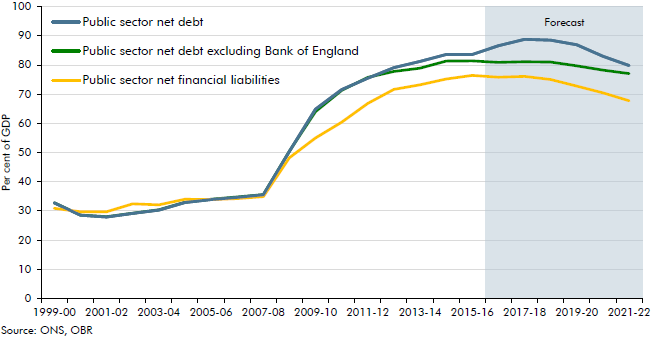 100
90
80
70
60
50
40
30
20
10
0
Per cent of GDP
Public sector net debt
Public sector net debt excluding Bank of England
Public sector net financial liabilities
Forecast
1999-00 2001-02 2003-04 2005-06 2007-08 2009-10 2011-12 2013-14 2015-16 2017-18 2019-20 2021-22
Source: ONS, OBR